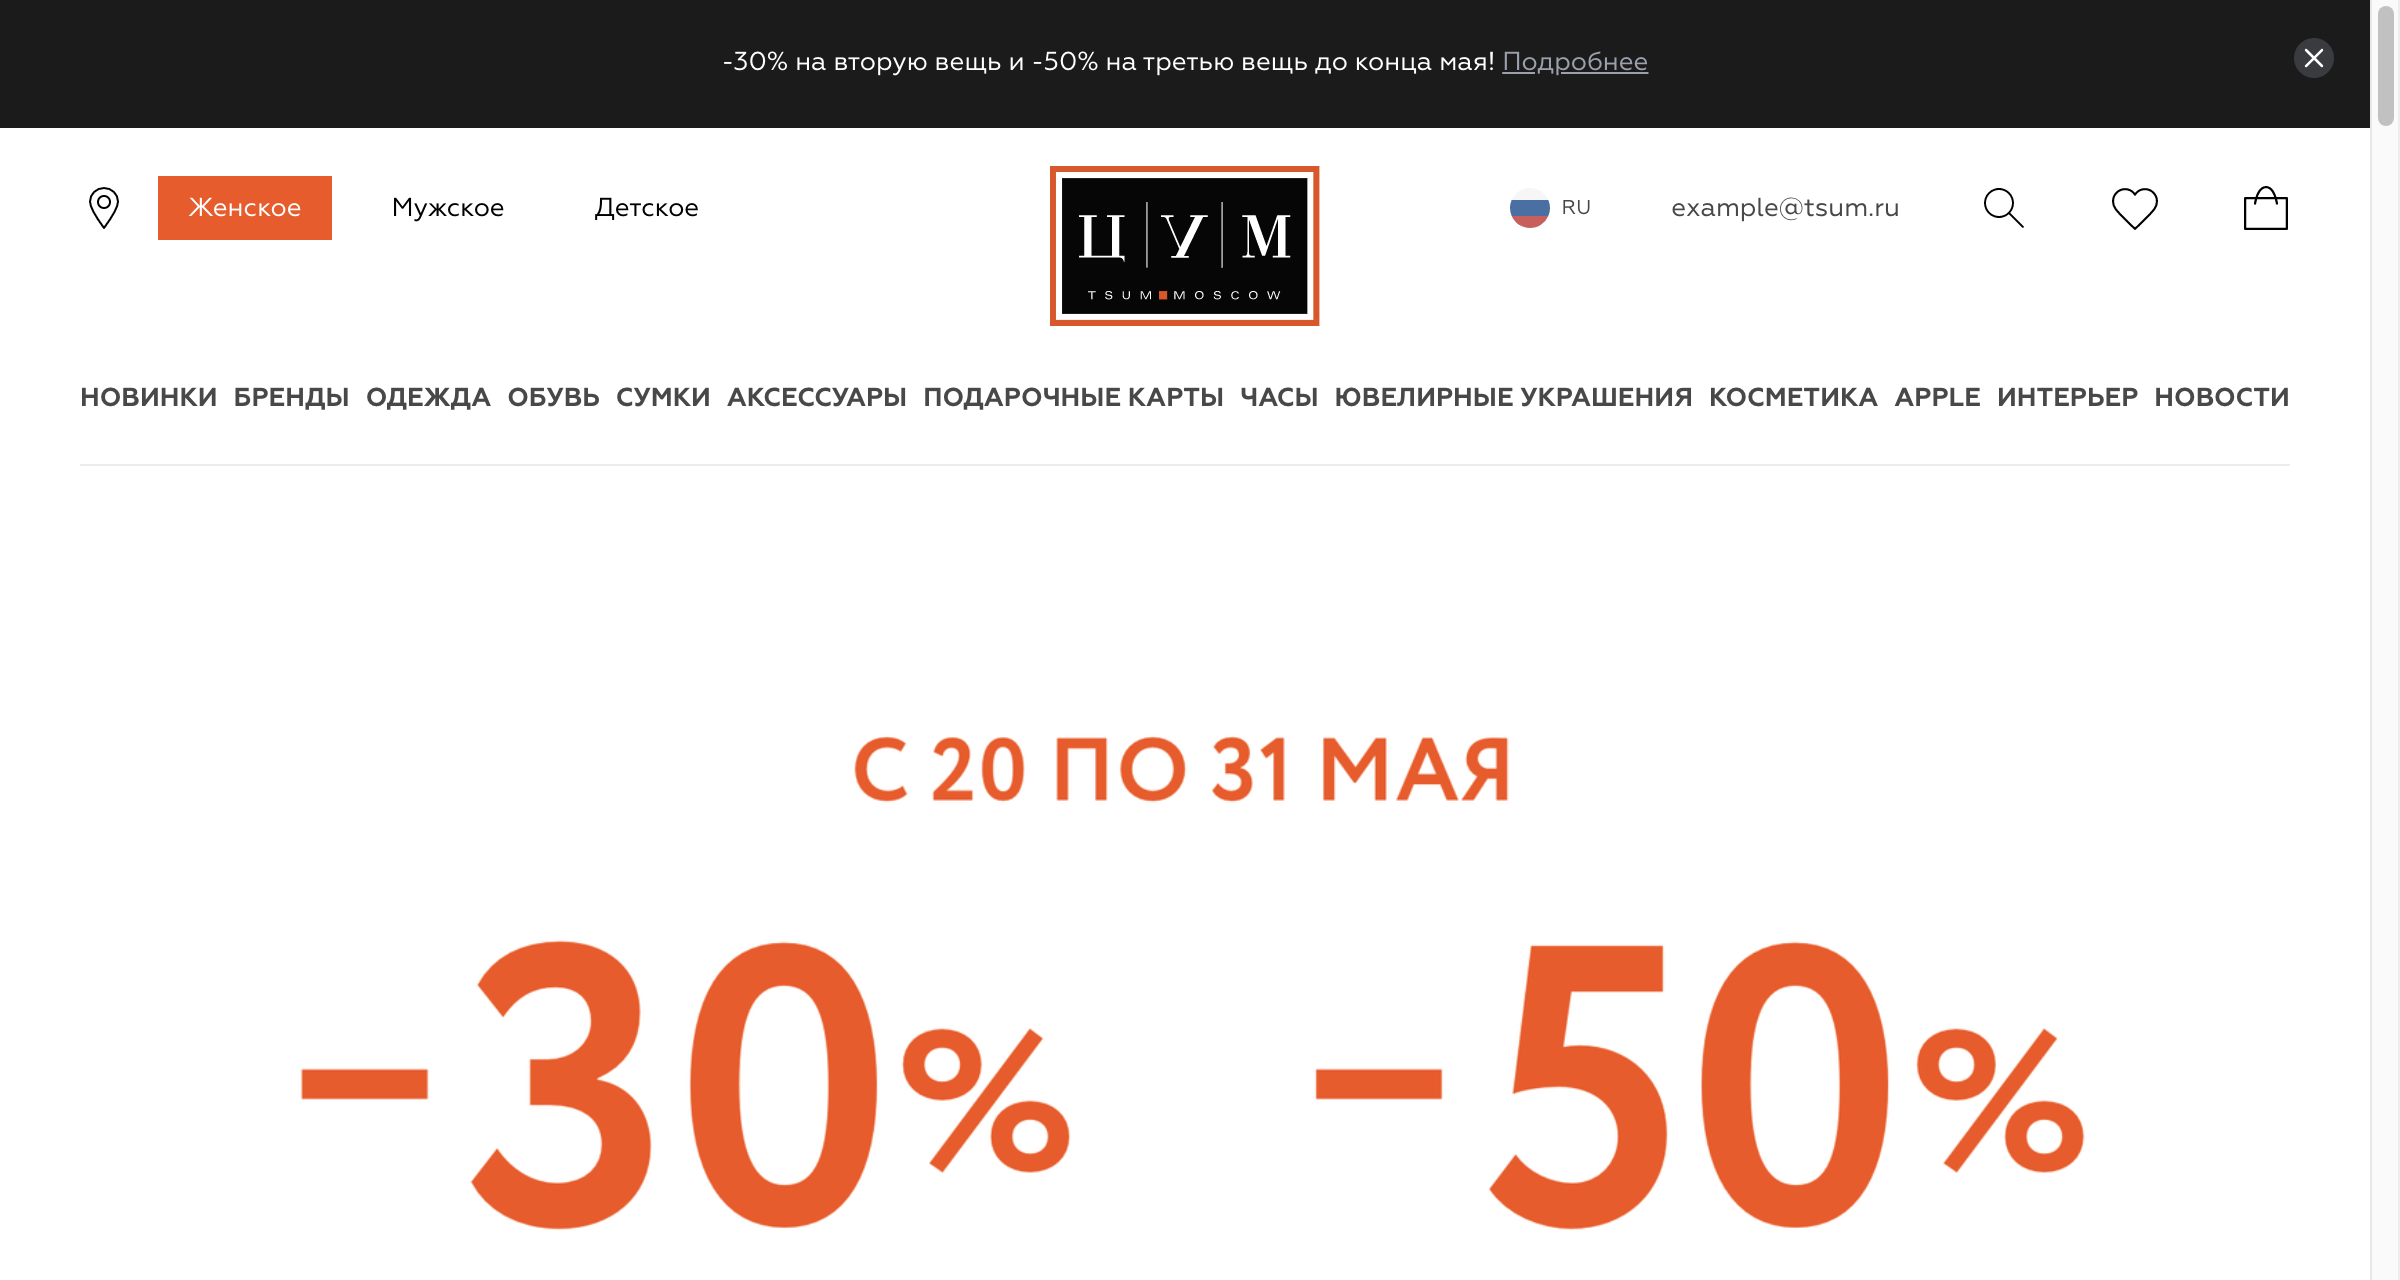 -30% на вторую вещь и -50% на третью вещь до конца мая! Подробнее
Женское Мужское Детское
ЦУМ
TSUM MOSCOW
RU example@tsum.ru
НОВИНКИ БРЕНДЫ ОДЕЖДА ОБУВЬ СУМКИ АКСЕССУАРЫ ПОДАРОЧНЫЕ КАРТЫ ЧАСЫ ЮВЕЛИРНЫЕ УКРАШЕНИЯ КОСМЕТИКА APPLE ИНТЕРЬЕР НОВОСТИ
С 20 ПО 31 МАЯ
-30% -50%